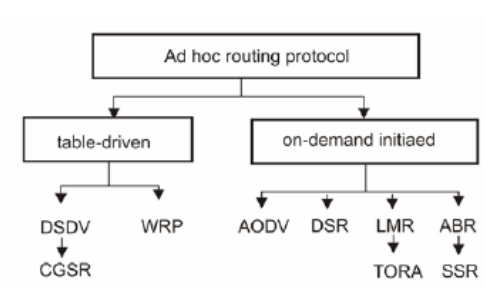 Ad hoc routing protocol
table-driven
on-demand initiaed
DSDV WRP AODV DSR LMR ABR
CGSR TORA SSR